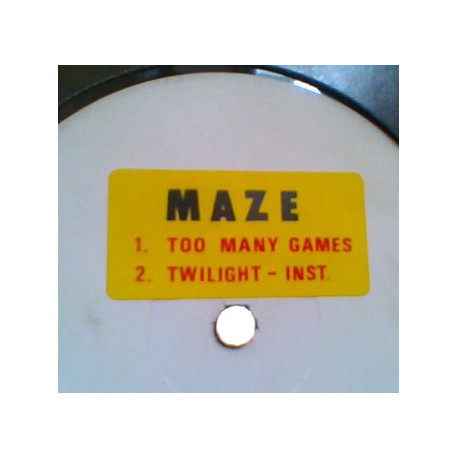 MAZE
1. TOO MANY GAMES
2. TWILIGHT - INST.